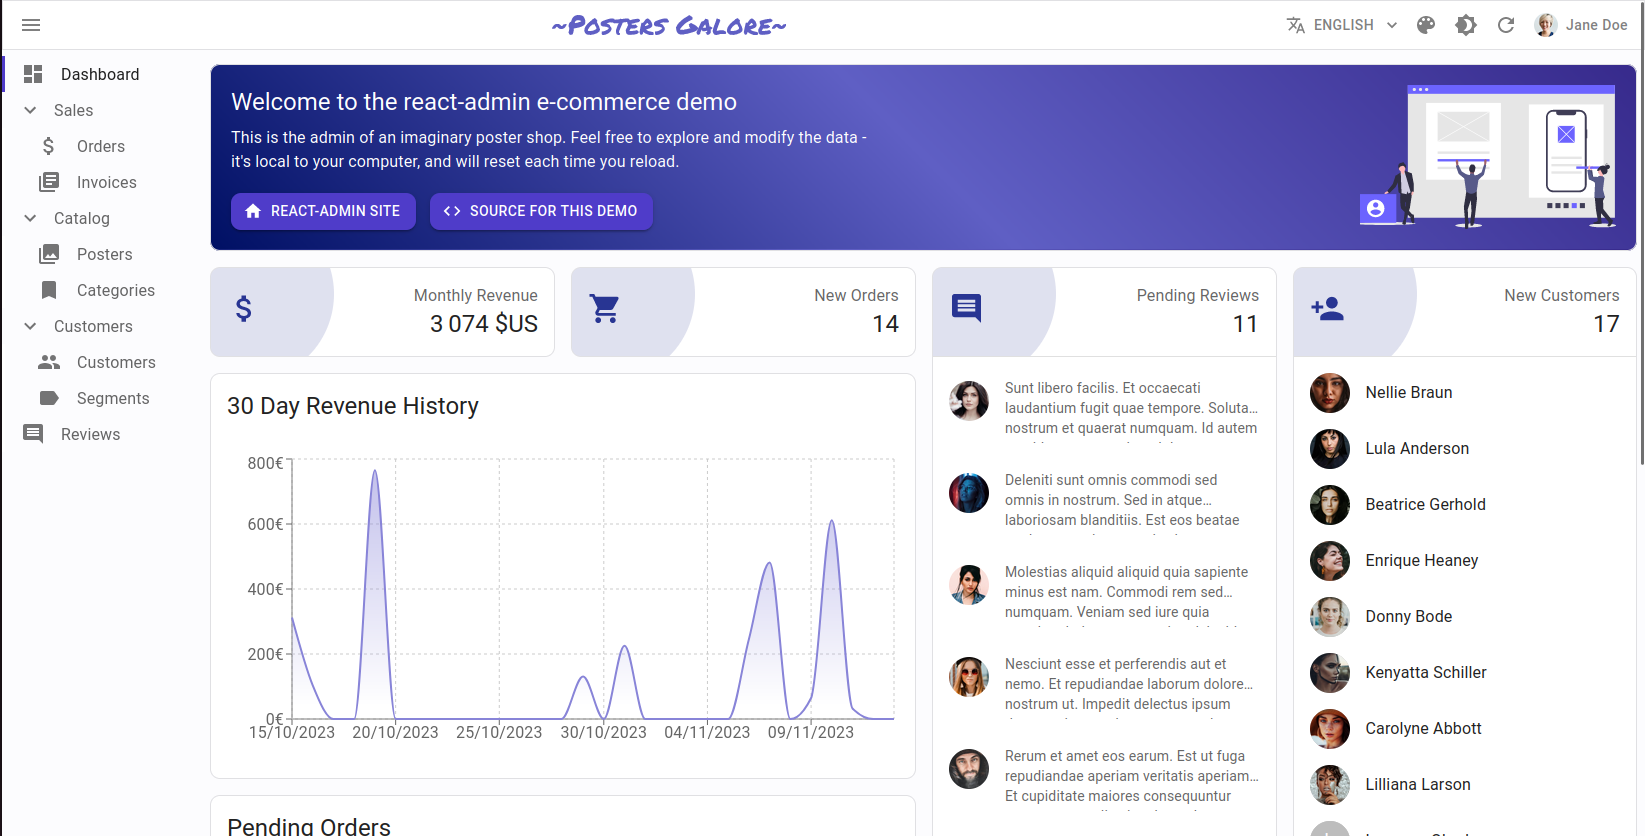 ~Posters Galore~
ENGLISH
Jane Doe
Dashboard
Sales
Orders
Invoices
Catalog
Posters
Categories
Customers
Customers
Segments
Reviews
Welcome to the react-admin e-commerce demo
This is the admin of an imaginary poster shop. Feel free to explore and modify the data -
it's local to your computer, and will reset each time you reload.
REACT-ADMIN SITE
SOURCE FOR THIS DEMO
Monthly Revenue
3 074 $US
New Orders
14
Pending Reviews
11
New Customers
17
30 Day Revenue History
800€
600€
400€
200€
0€
15/10/2023
20/10/2023
25/10/2023
30/10/2023
04/11/2023
09/11/2023
Pending Orders
Sunt libero facilis. Et occaecati
laudantium fugit quae tempore. Soluta…
nostrum et quaerat numquam. Id autem
Deleniti sunt omnis commodi sed
omnis in nostrum. Sed in atque…
laboriosam blanditiis. Est eos beatae
Molestias aliquid aliquid quia sapiente
minus est nam. Commodi rem sed…
numquam. Veniam sed iure quia
Nesciunt esse et perferendis aut et
nemo. Et repudiandae laborum dolore…
nostrum ut. Impedit delectus ipsum
Rerum et amet eos earum. Est ut fuga
repudiandae aperiam veritatis aperiam…
Et cupiditate maiores consequuntur
Nellie Braun
Lula Anderson
Beatrice Gerhold
Enrique Heaney
Donny Bode
Kenyatta Schiller
Carolyne Abbott
Lilliana Larson